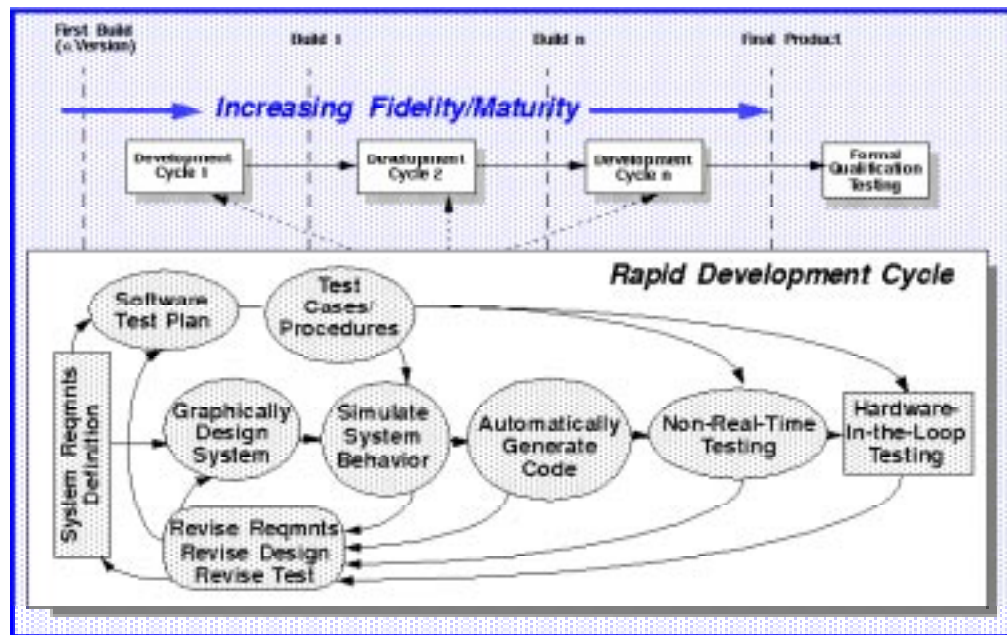 First Build
(α Version)
Build 1
Build n
Final Product
Increasing Fidelity/Maturity
Development
Cycle 1
Development
Cycle 2
Development
Cycle n
Formal
Qualification
Testing
Rapid Development Cycle
Software
Test Plan
Test
Cases/
Procedures
System Reqmnts
Definition
Graphically
Design
System
Simulate
System
Behavior
Automatically
Generate
Code
Non-Real-Time
Testing
Hardware-
In-the-Loop
Testing
Revise Reqmnts
Revise Design
Revise Test